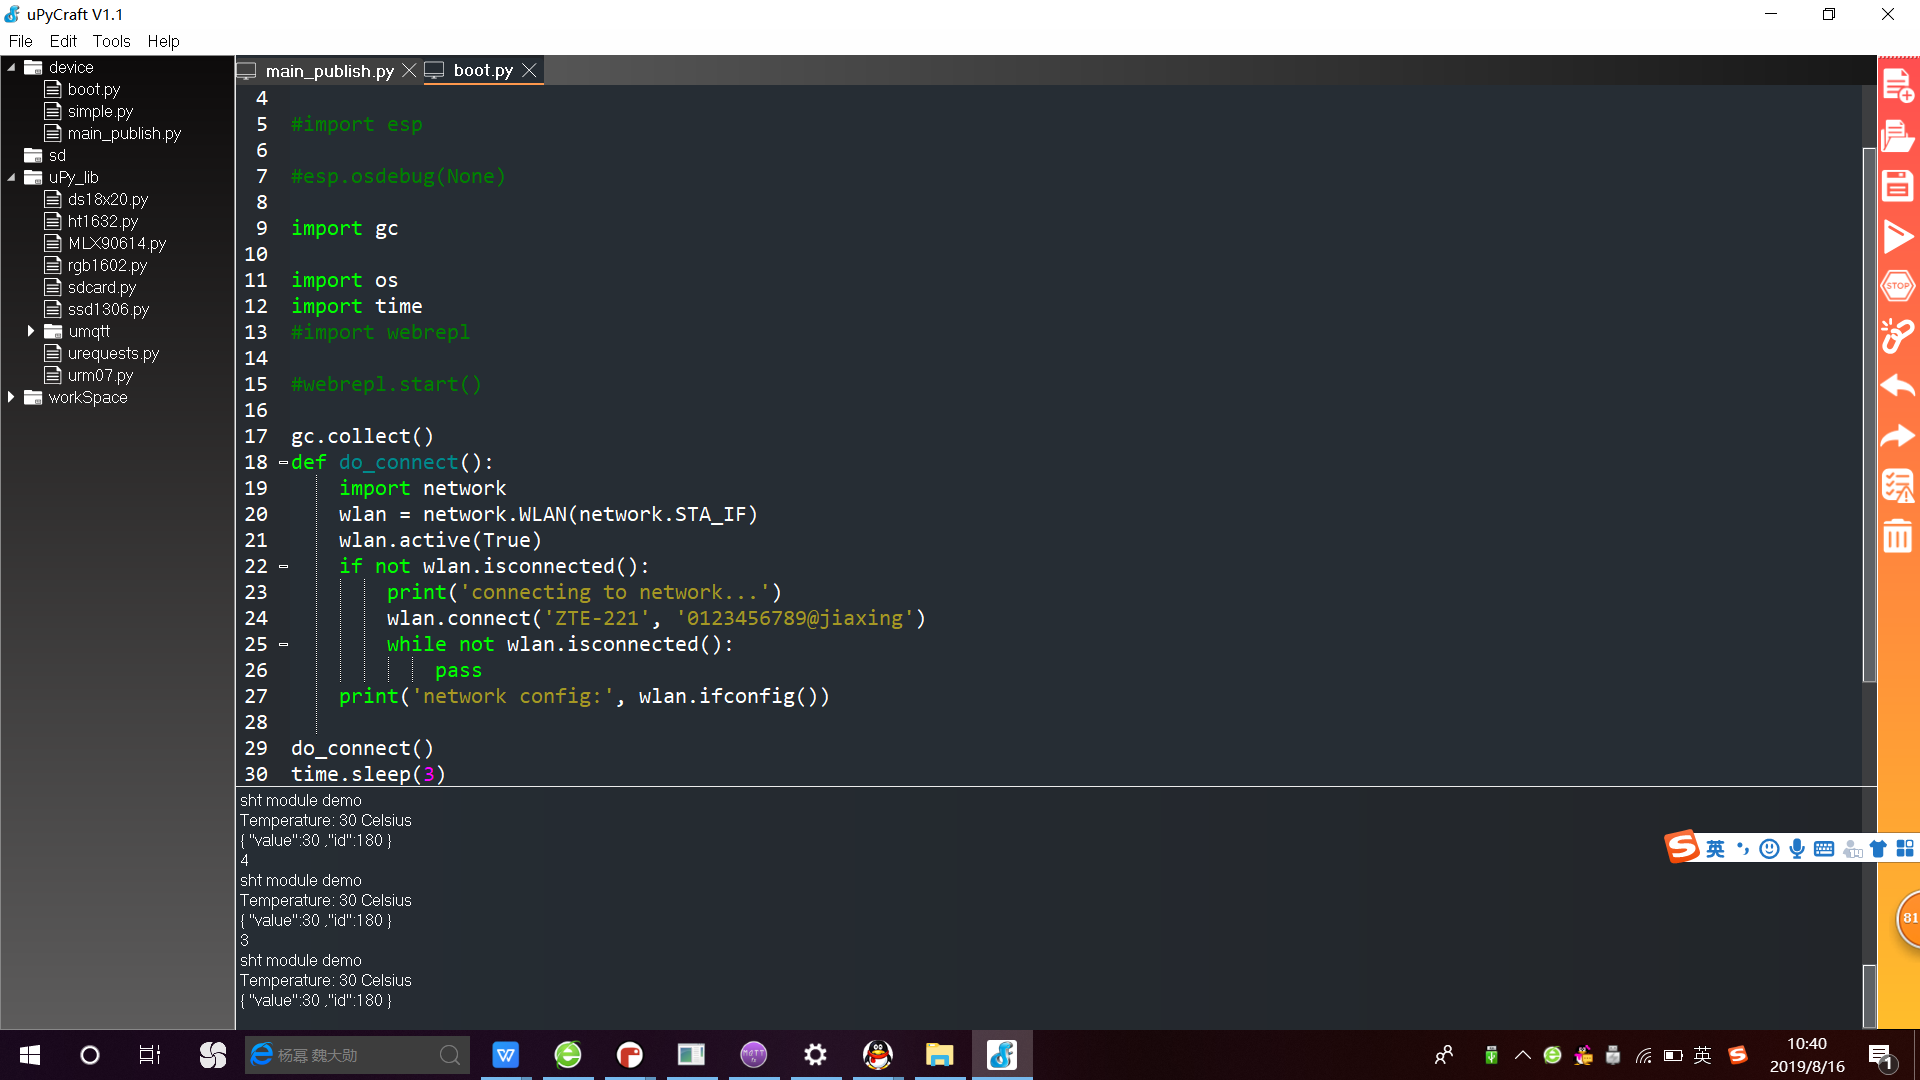 uPyCraft V1.1
File Edit Tools Help
device
boot.py
simple.py
main_publish.py
sd
uPy_lib
ds18x20.py
ht1632.py
MLX90614.py
rgb1602.py
sdcard.py
ssd1306.py
umqtt
urequests.py
urm07.py
workSpace
main_publish.py boot.py
4
5 #import esp
6
7 #esp.osdebug(None)
8
9 import gc
10
11 import os
12 import time
13 #import webrepl
14
15 #webrepl.start()
16
17 gc.collect()
18 def do_connect():
19 import network
20 wlan = network.WLAN(network.STA_IF)
21 wlan.active(True)
22 if not wlan.isconnected():
23 print('connecting to network...')
24 wlan.connect('ZTE-221', '0123456789@jiaxing')
25 while not wlan.isconnected():
26 pass
27 print('network config:', wlan.ifconfig())
28
29 do_connect()
30 time.sleep(3)
sht module demo
Temperature: 30 Celsius
{ "value":30 ,"id":180 }
4
sht module demo
Temperature: 30 Celsius
{ "value":30 ,"id":180 }
3
sht module demo
Temperature: 30 Celsius
{ "value":30 ,"id":180 }
STOP
S 英
81
杨幂 魏大勋
W
MQTT
英 S
10:40
2019/8/16
1